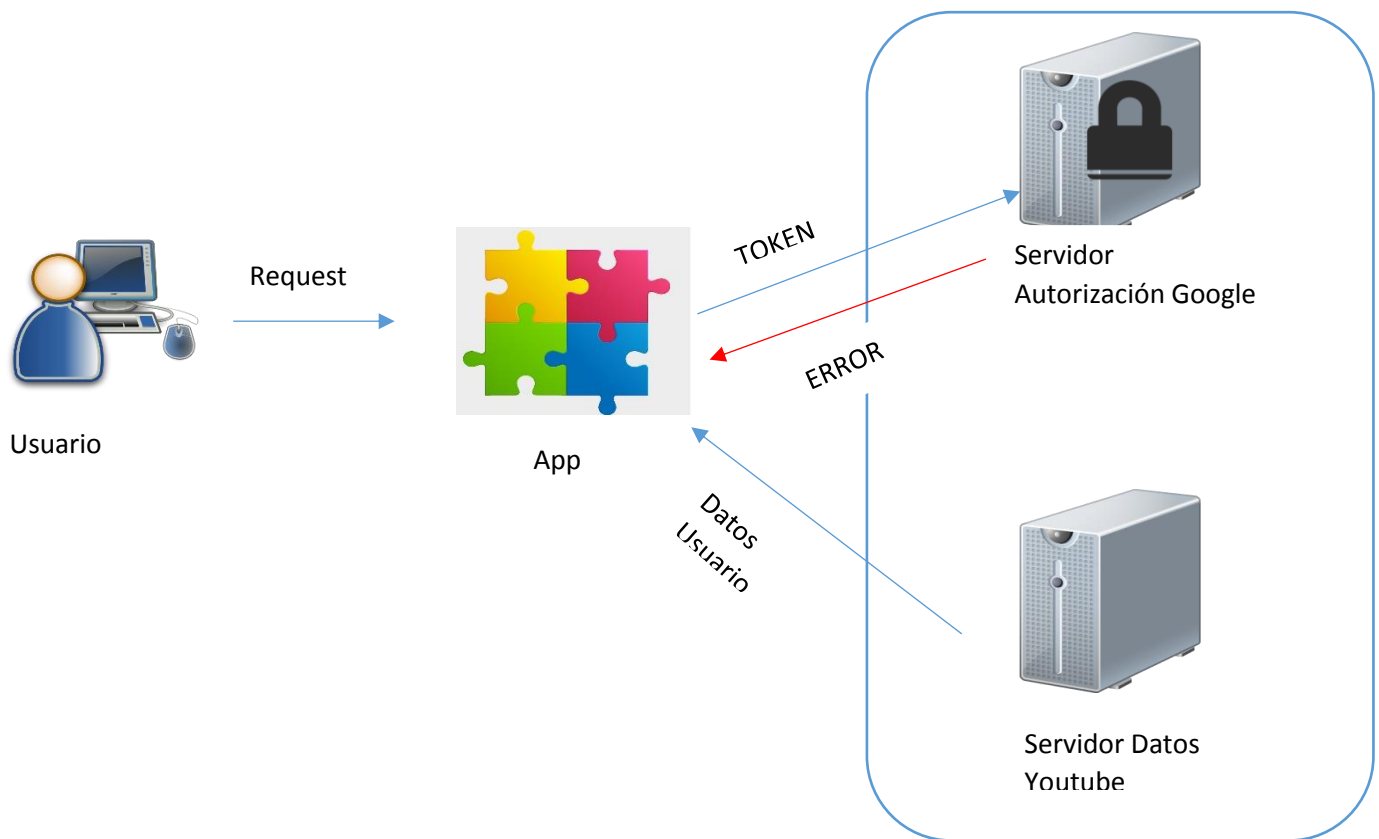 Usuario
Request
App
TOKEN
ERROR
Datos
Usuario
Servidor
Autorización Google
Servidor Datos
Youtube